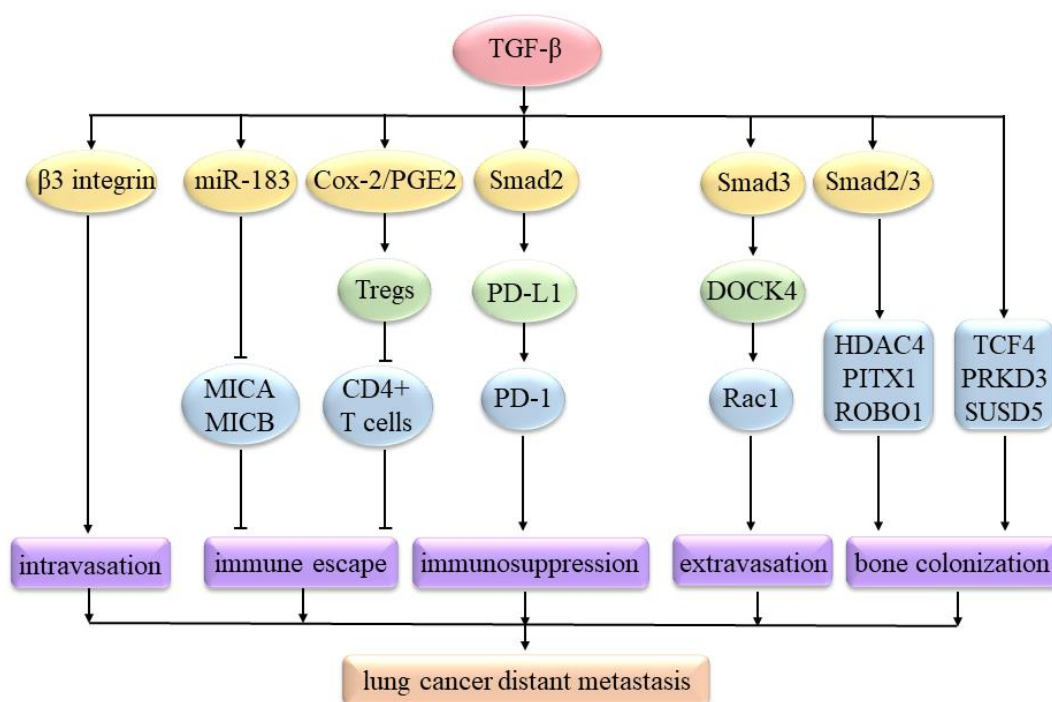 TGF-β
β3 integrin
miR-183
Cox-2/PGE2
Smad2
Smad3
Smad2/3
Tregs
PD-L1
DOCK4
MICA
MICB
CD4+
T cells
PD-1
Rac1
HDAC4
PITX1
ROBO1
TCF4
PRKD3
SUSD5
intravasation
immune escape
immunosuppression
extravasation
bone colonization
lung cancer distant metastasis